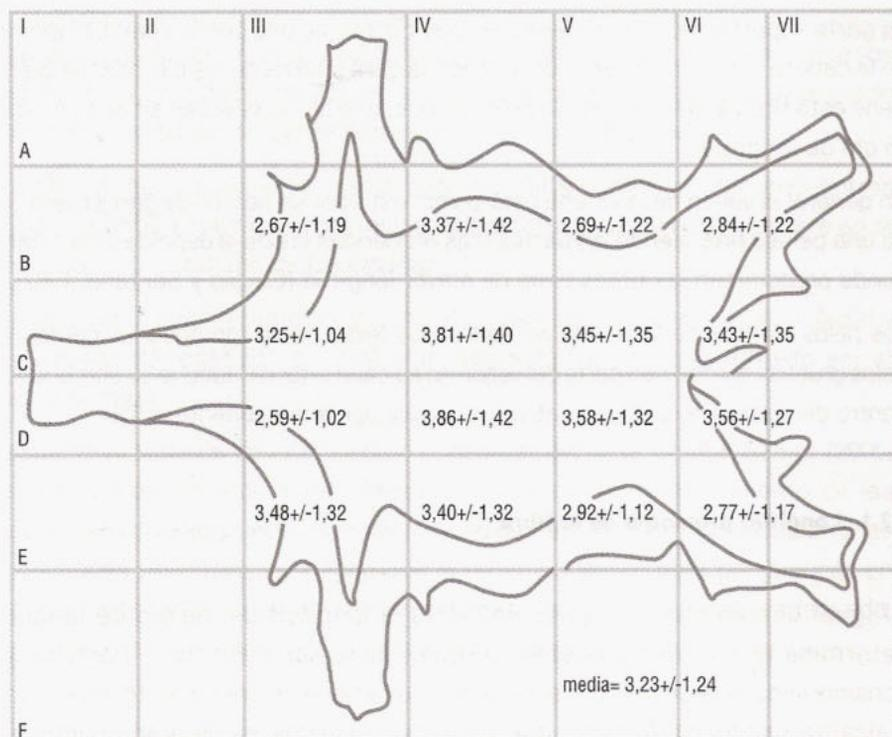 I II III IV V VI VII
A
2,67+/-1,19 3,37+/-1,42 2,69+/-1,22 2,84+/-1,22
B
3,25+/-1,04 3,81+/-1,40 3,45+/-1,35 3,43+/-1,35
C
2,59+/-1,02 3,86+/-1,42 3,58+/-1,32 3,56+/-1,27
D
3,48+/-1,32 3,40+/-1,32 2,92+/-1,12 2,77+/-1,17
E
media= 3,23+/-1,24
F